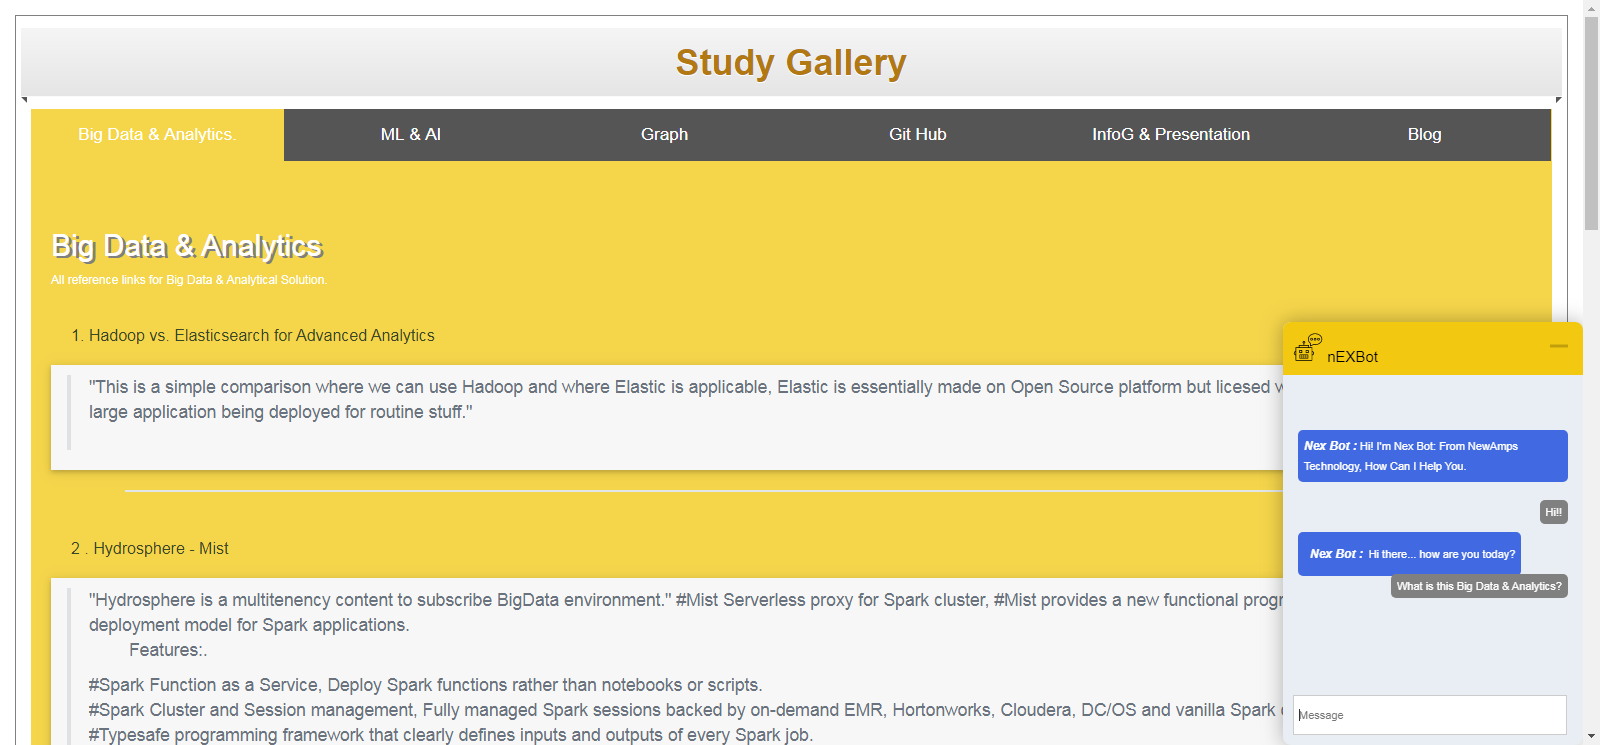 Study Gallery
Big Data & Analytics.
ML & AI
Graph
Git Hub
InfoG & Presentation
Blog
Big Data & Analytics
All reference links for Big Data & Analytical Solution.
1. Hadoop vs. Elasticsearch for Advanced Analytics
"This is a simple comparison where we can use Hadoop and where Elastic is applicable, Elastic is essentially made on Open Source platform but licesed
large application being deployed for routine stuff."
2 . Hydrosphere - Mist
"Hydrosphere is a multitenency content to subscribe BigData environment." #Mist Serverless proxy for Spark cluster, #Mist provides a new functional
deployment model for Spark applications.
Features:.
#Spark Function as a Service, Deploy Spark functions rather than notebooks or scripts.
#Spark Cluster and Session management, Fully managed Spark sessions backed by on-demand EMR, Hortonworks, Cloudera, DC/OS and vanilla Spark
#Typesafe programming framework that clearly defines inputs and outputs of every Spark job.
nEXBot
Nex Bot : Hi! I'm Nex Bot: From NewAmps
Technology, How Can I Help You.
Hi!!
Nex Bot : Hi there... how are you today?
What is this Big Data & Analytics?
Message